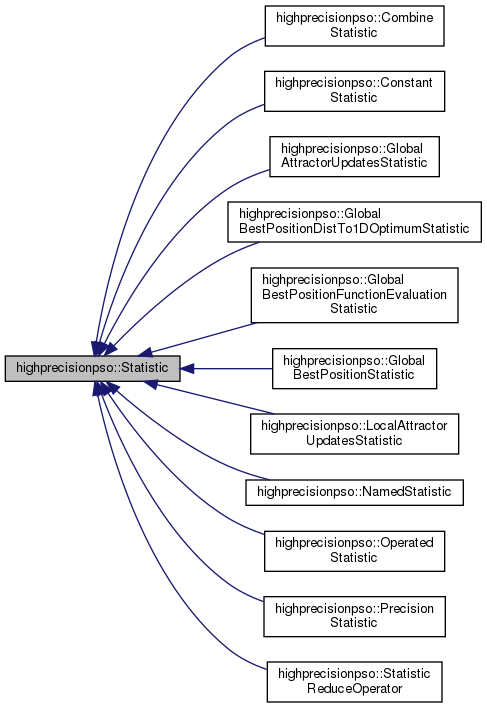 highprecisionpso::Combine
Statistic
highprecisionpso::Constant
Statistic
highprecisionpso::Global
AttractorUpdatesStatistic
highprecisionpso::Global
BestPositionDistTo1DOptimumStatistic
highprecisionpso::Global
BestPositionFunctionEvaluation
Statistic
highprecisionpso::Statistic
highprecisionpso::Global
BestPositionStatistic
highprecisionpso::LocalAttractor
UpdatesStatistic
highprecisionpso::NamedStatistic
highprecisionpso::Operated
Statistic
highprecisionpso::Precision
Statistic
highprecisionpso::Statistic
ReduceOperator